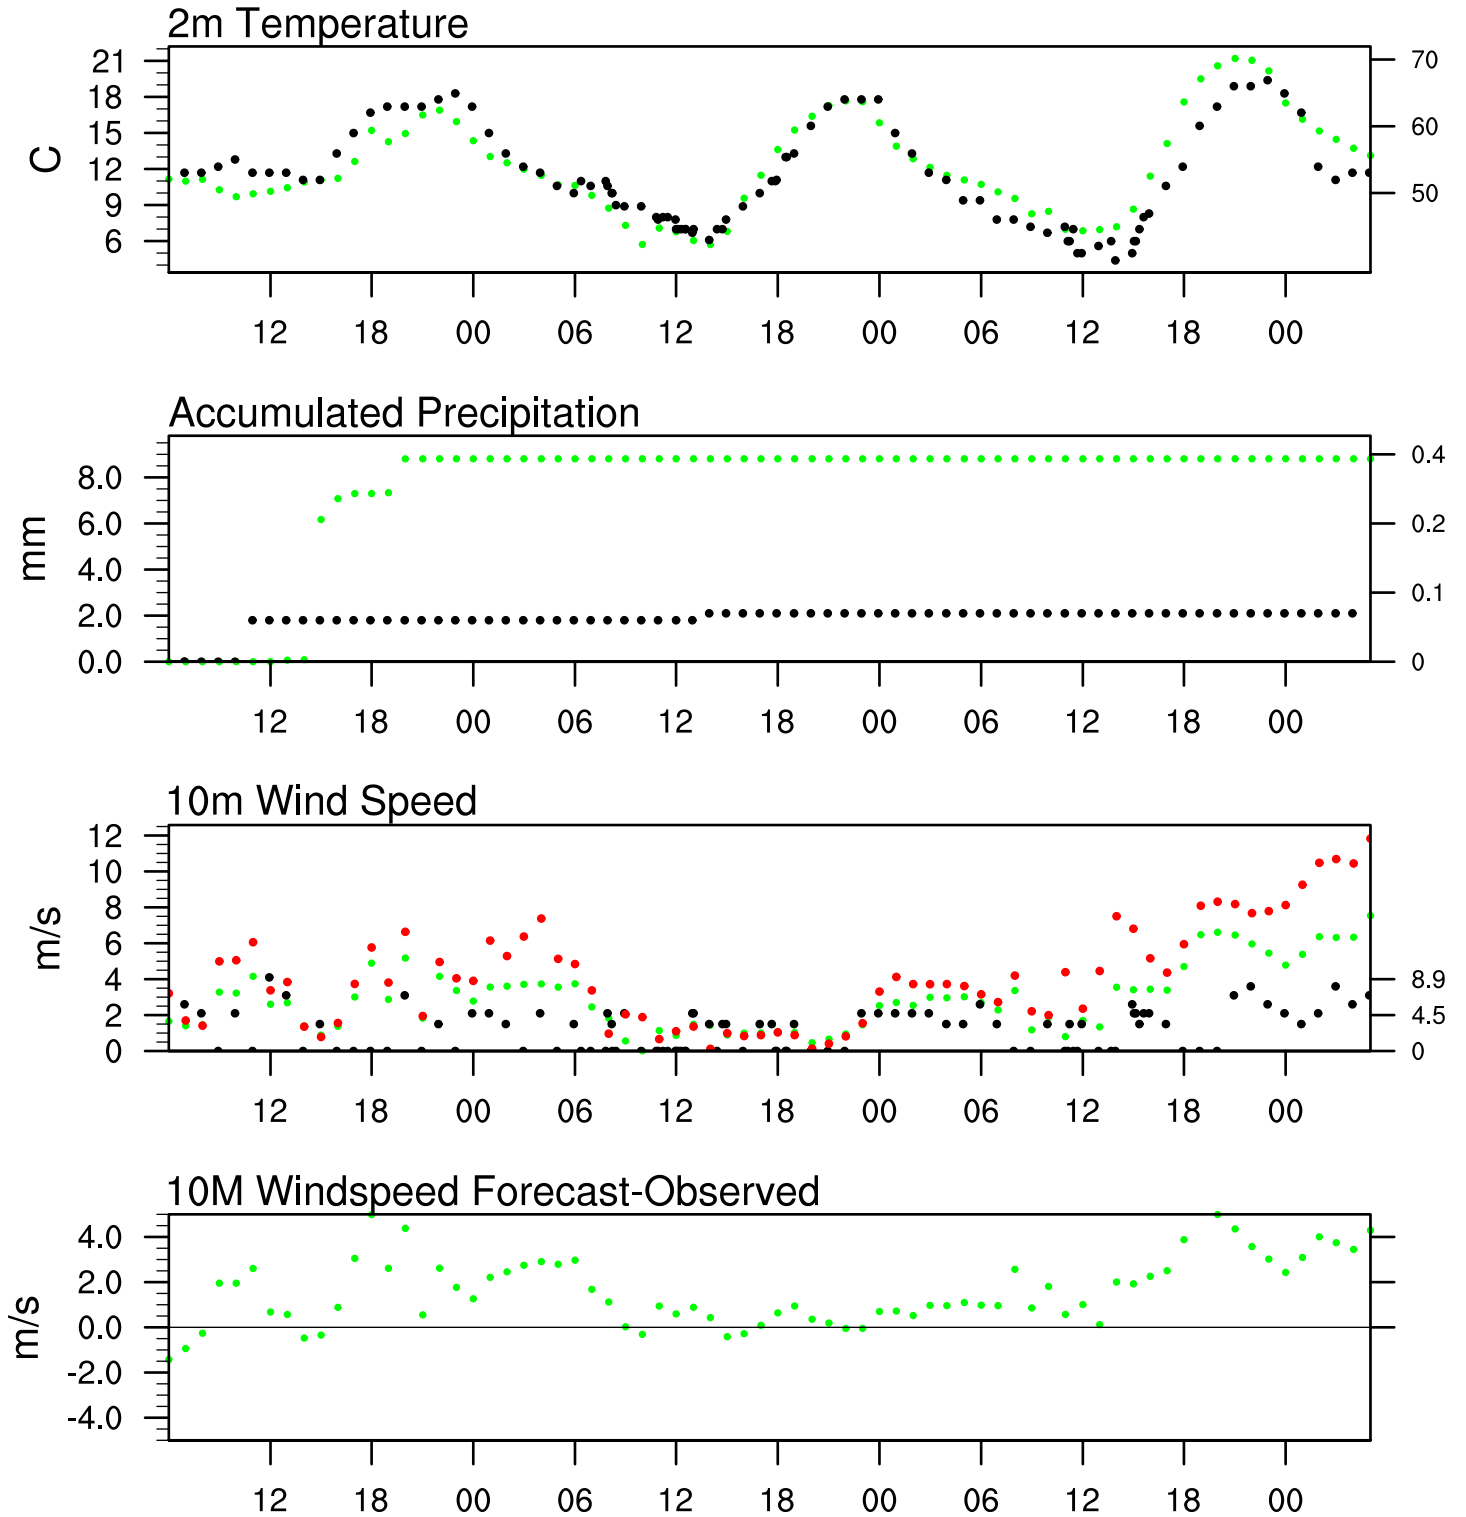 2m Temperature
21
18
15
12
9
6
C
70
60
50
12 18 00 06 12 18 00 06 12 18 00
Accumulated Precipitation
8.0
6.0
4.0
2.0
0.0
mm
0.4
0.2
0.1
0
12 18 00 06 12 18 00 06 12 18 00
10m Wind Speed
12
10
8
6
4
2
0
m/s
8.9
4.5
0
12 18 00 06 12 18 00 06 12 18 00
10M Windspeed Forecast-Observed
4.0
2.0
0.0
-2.0
-4.0
m/s
12 18 00 06 12 18 00 06 12 18 00